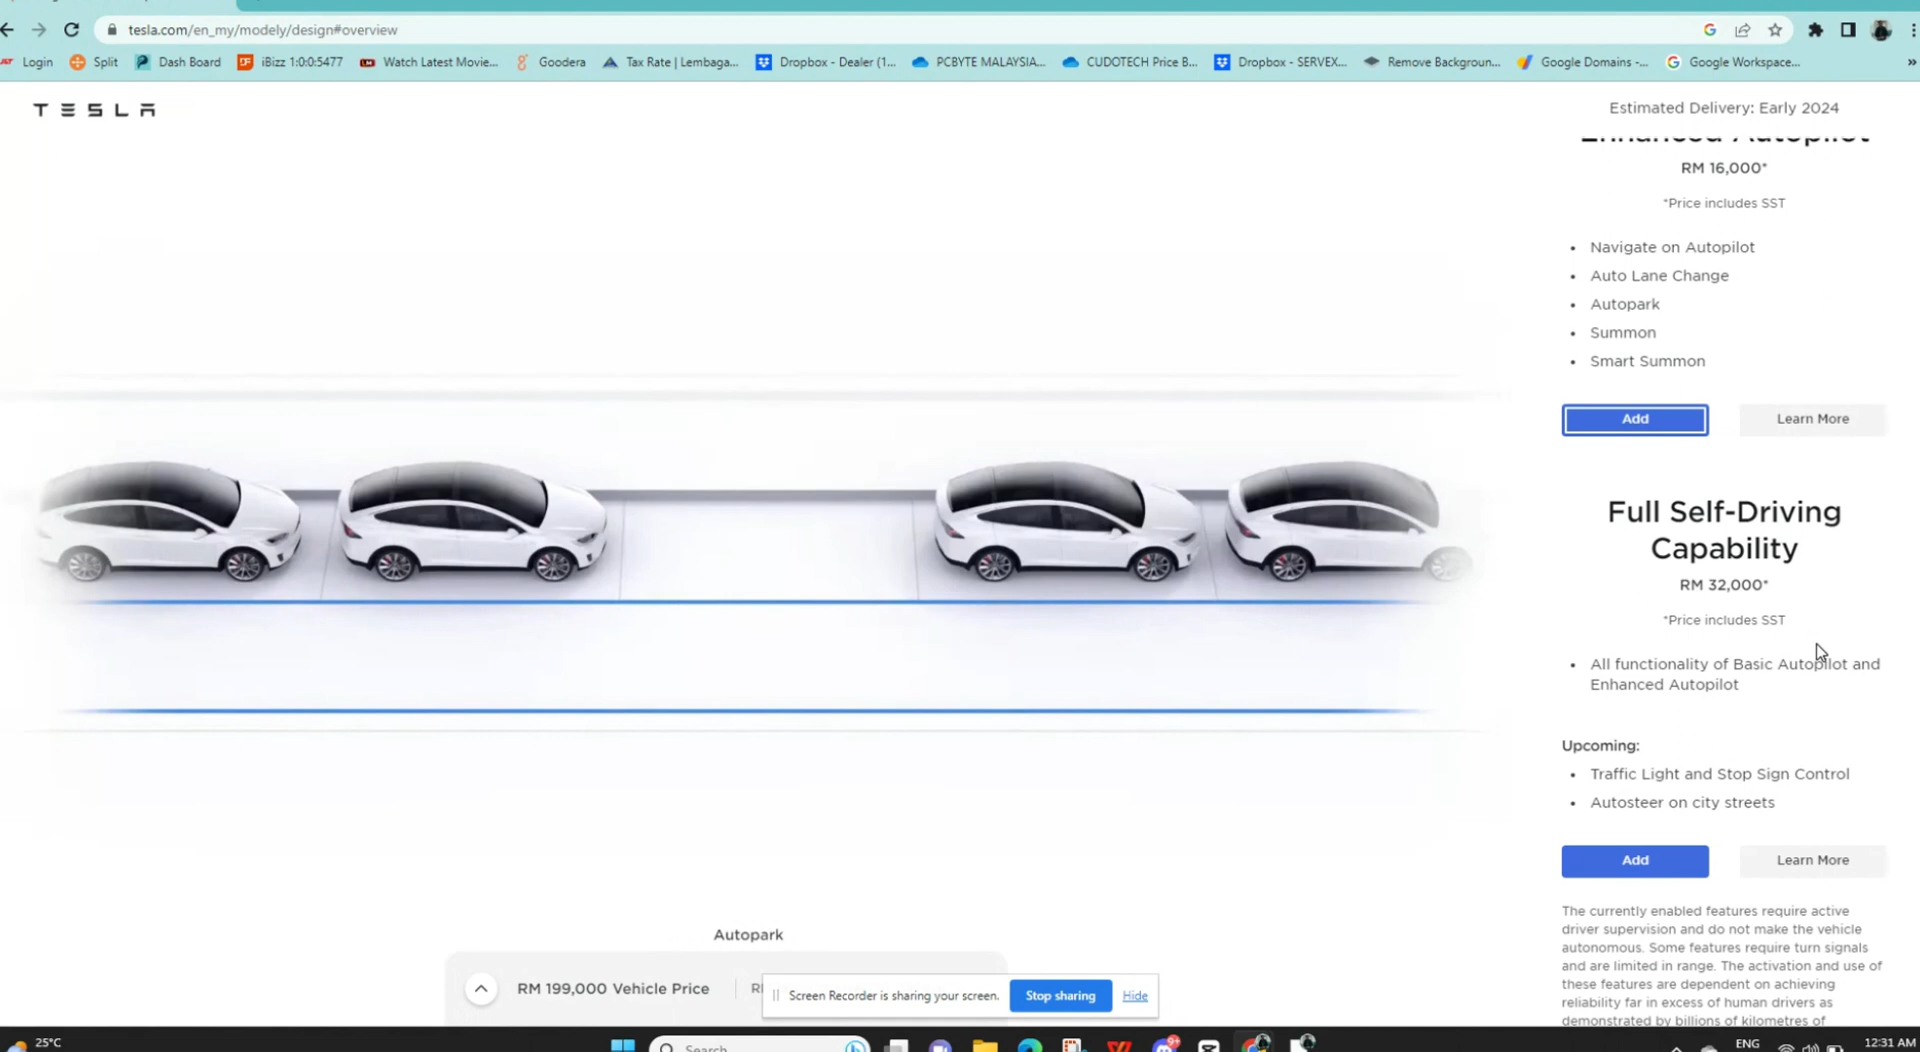 tesla.com/en_my/modely/design#overview
Login
Split
Dash Board
iBizz 1:0:0:5477
Watch Latest Movie...
Goodera
Tax Rate | Lembaga...
Dropbox - Dealer (1...
PCBYTE MALAYSIA...
CUDOTECH Price B...
Dropbox - SERVEX...
Remove Backgroun...
Google Domains -...
Google Workspace...
»
TESLA
Estimated Delivery: Early 2024
Enhanced Autopilot
RM 16,000*
*Price includes SST
• Navigate on Autopilot
• Auto Lane Change
• Autopark
• Summon
• Smart Summon
Add
Learn More
Full Self-Driving
Capability
RM 32,000*
*Price includes SST
• All functionality of Basic Autopilot and
Enhanced Autopilot
Upcoming:
• Traffic Light and Stop Sign Control
• Autosteer on city streets
Add
Learn More
The currently enabled features require active
driver supervision and do not make the vehicle
autonomous. Some features require turn signals
and are limited in range. The activation and use of
these features are dependent on achieving
reliability far in excess of human drivers as
demonstrated by billions of kilometres of
Autopark
RM 199,000 Vehicle Price
Screen Recorder is sharing your screen.
Stop sharing
Hide
25°C
Search
ENG
12:31 AM